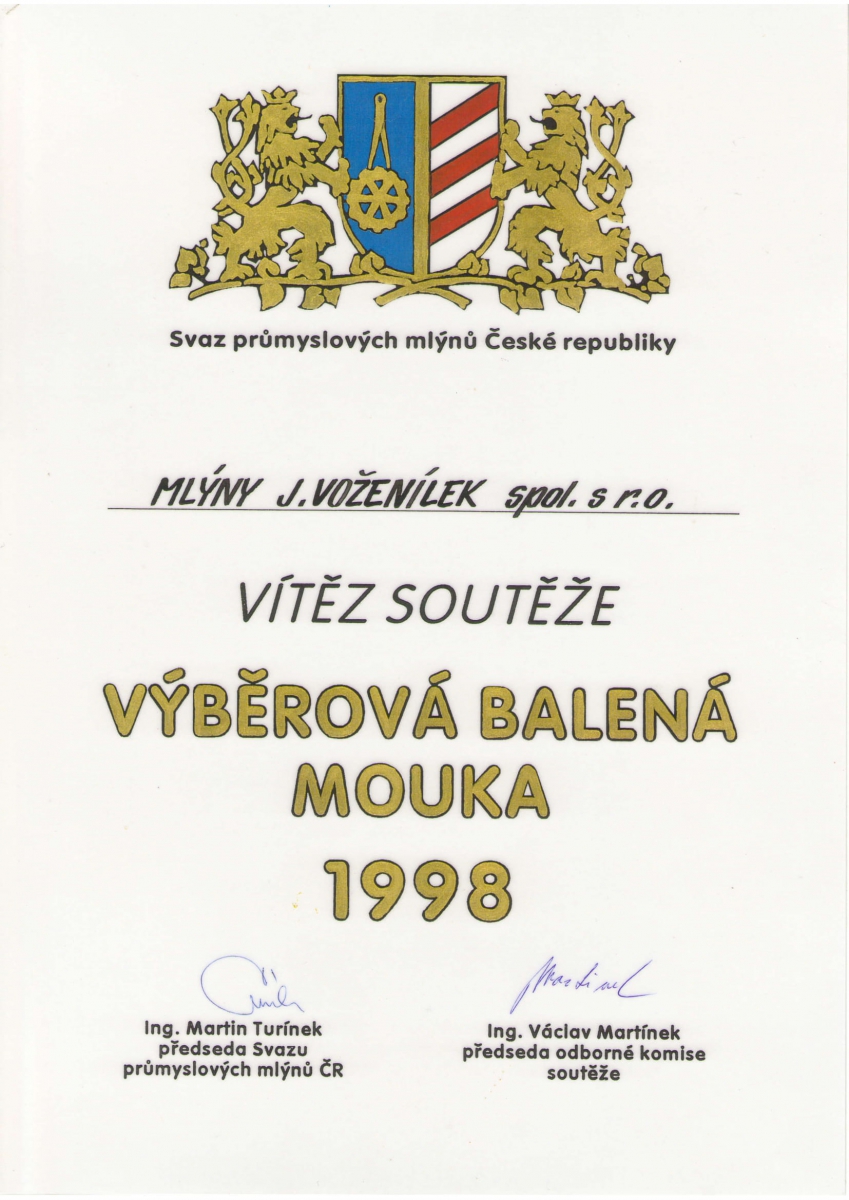 Svaz průmyslových mlýnů České republiky
MLÝNY J. VOŽENÍLEK spol. s r.o.
VÍTĚZ SOUTĚŽE
VÝBĚROVÁ BALENÁ
MOUKA
1998
Ing. Martin Turínek
předseda Svazu
průmyslových mlýnů ČR
Ing. Václav Martínek
předseda odborné komise
soutěže